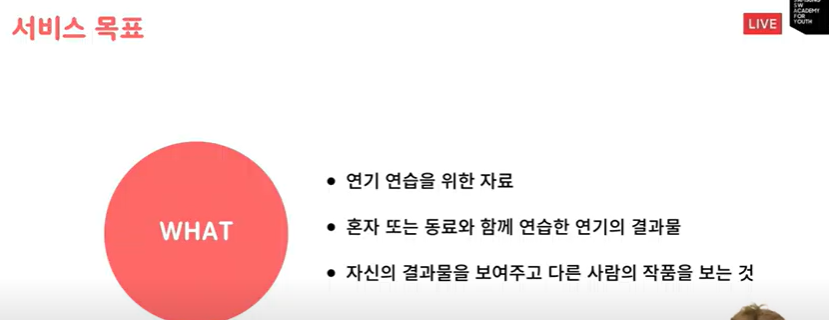 서비스 목표
LIVE
SW
ACADEMY
FOR
YOUTH
WHAT
• 연기 연습을 위한 자료
• 혼자 또는 동료와 함께 연습한 연기의 결과물
• 자신의 결과물을 보여주고 다른 사람의 작품을 보는 것